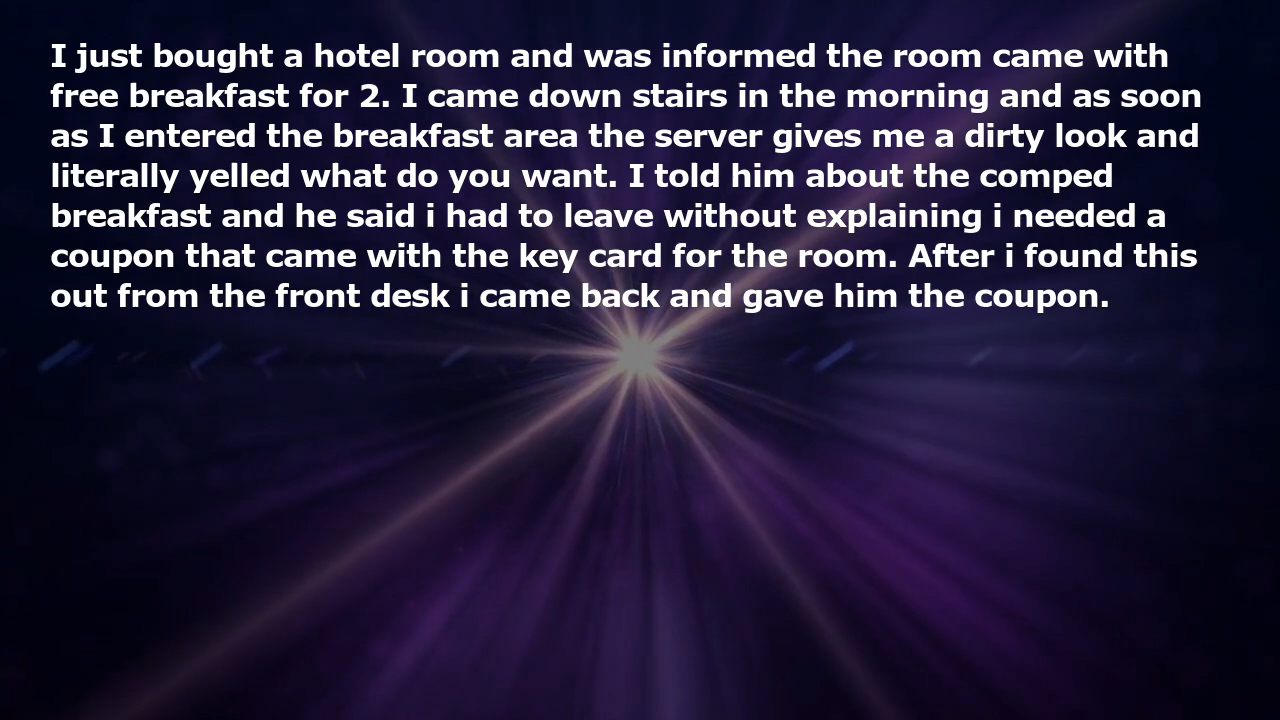 I just bought a hotel room and was informed the room came with
free breakfast for 2. I came down stairs in the morning and as soon
as I entered the breakfast area the server gives me a dirty look and
literally yelled what do you want. I told him about the comped
breakfast and he said i had to leave without explaining i needed a
coupon that came with the key card for the room. After i found this
out from the front desk i came back and gave him the coupon.